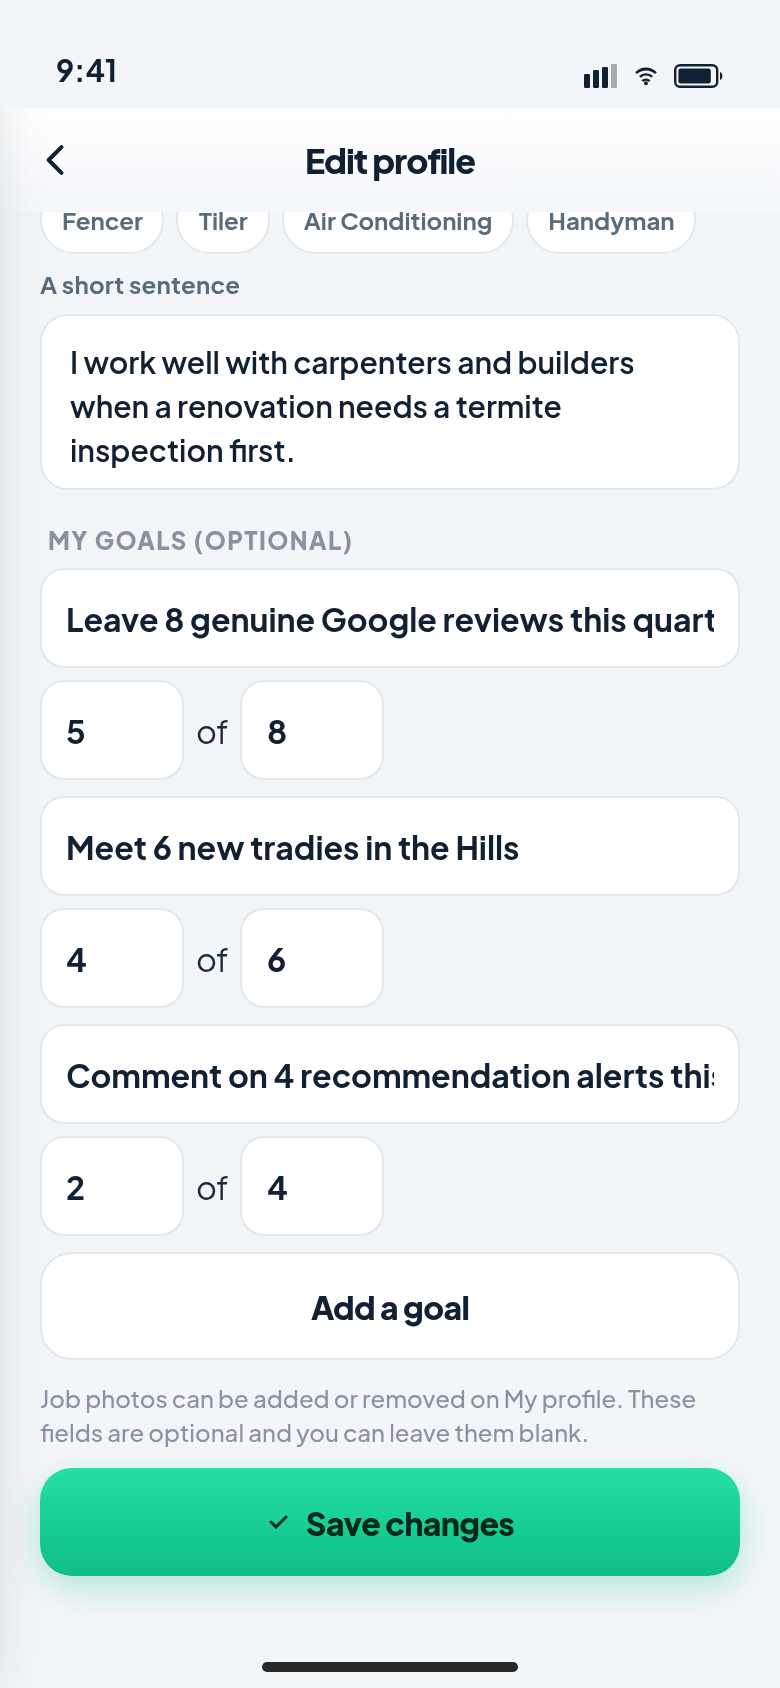 9:41
Edit profile
Fencer
Tiler
Air Conditioning
Handyman
A short sentence
I work well with carpenters and builders
when a renovation needs a termite
inspection first.
MY GOALS (OPTIONAL)
Leave 8 genuine Google reviews this quart
5 of 8
Meet 6 new tradies in the Hills
4 of 6
Comment on 4 recommendation alerts this
2 of 4
Add a goal
Job photos can be added or removed on My profile. These
fields are optional and you can leave them blank.
Save changes